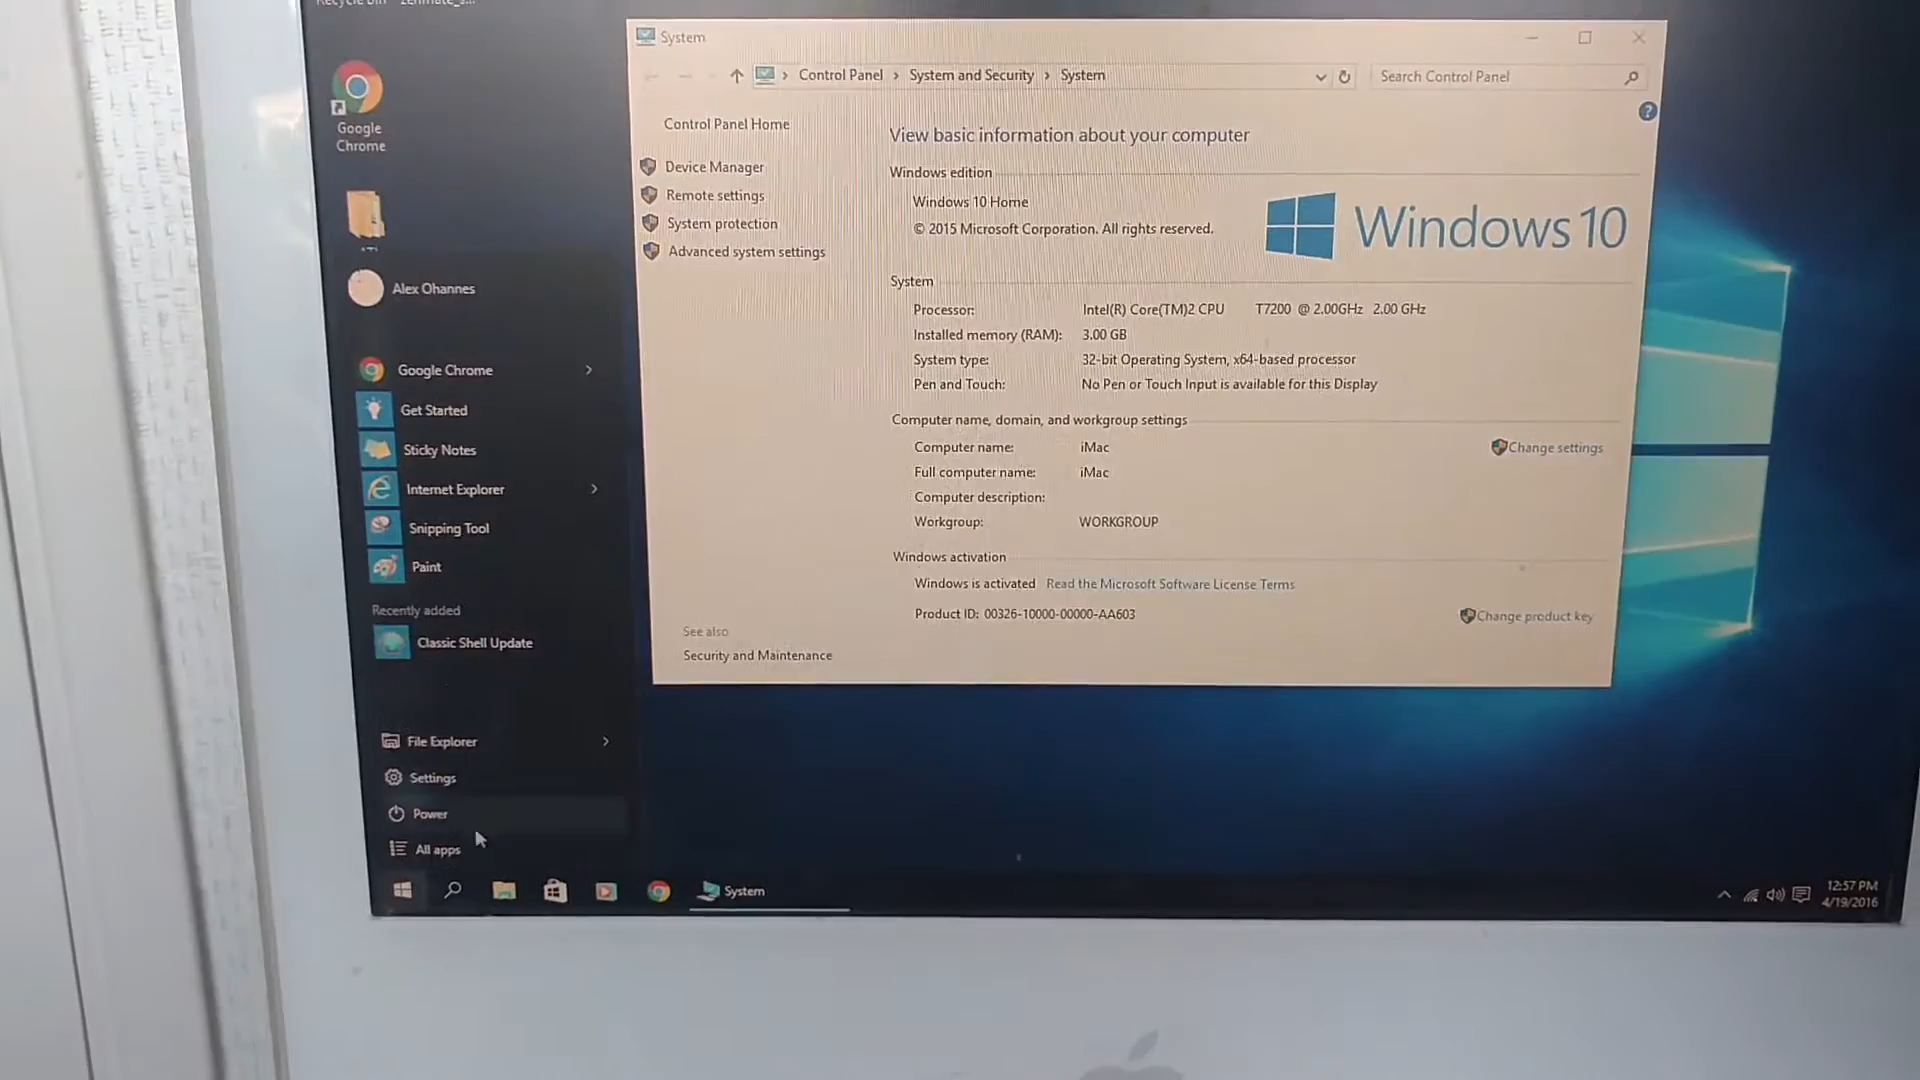 System
Control Panel › System and Security › System
Search Control Panel
Google
Chrome
Control Panel Home
Device Manager
Remote settings
System protection
Advanced system settings
View basic information about your computer
Windows edition
Windows 10 Home
© 2015 Microsoft Corporation. All rights reserved.
Windows 10
System
Processor: Intel(R) Core(TM)2 CPU T7200 @ 2.00GHz 2.00 GHz
Installed memory (RAM): 3.00 GB
System type: 32-bit Operating System, x64-based processor
Pen and Touch: No Pen or Touch Input is available for this Display
Computer name, domain, and workgroup settings
Computer name: iMac
Change settings
Full computer name: iMac
Computer description:
Workgroup: WORKGROUP
Windows activation
Windows is activated Read the Microsoft Software License Terms
Product ID: 00326-10000-00000-AA603
Change product key
See also
Security and Maintenance
Alex Ohannes
Google Chrome
Get Started
Sticky Notes
Internet Explorer
Snipping Tool
Paint
Recently added
Classic Shell Update
File Explorer
Settings
Power
All apps
System
12:57 PM
4/19/2016